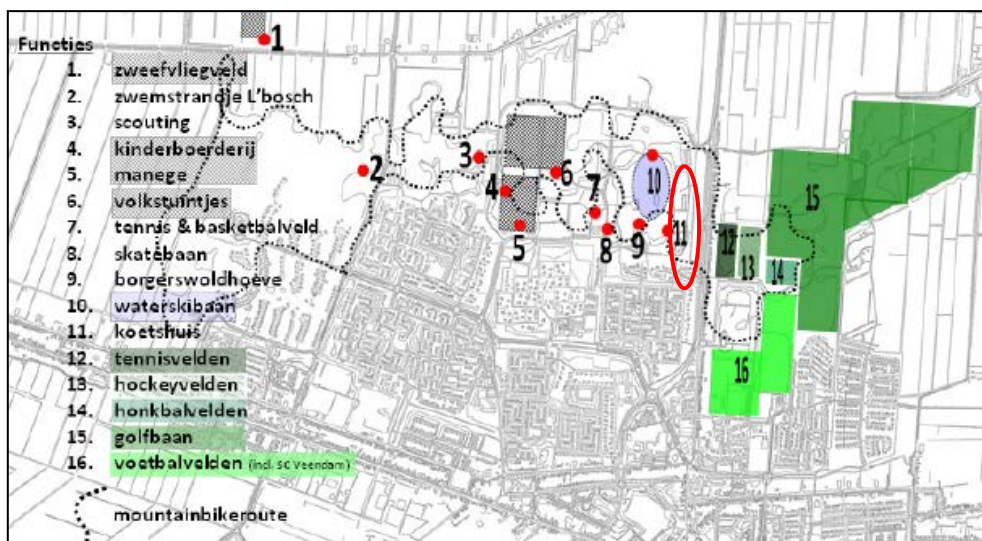 Functies
1. zweefvliegveld
2. zwemstrandje L'bosch
3. scouting
4. kinderboerderij
5. manege
6. volkstuintjes
7. tennis & basketbalveld
8. skatebaan
9. borgerswoldhoeve
10. waterskibaan
11. koetshuis
12. tennisvelden
13. hockeyvelden
14. honkbalvelden
15. golfbaan
16. voetbalvelden (incl. SC Veendam)
mountainbikeroute
1
2
3
4
5
6
7
8
9
10
11
12
13
14
15
16